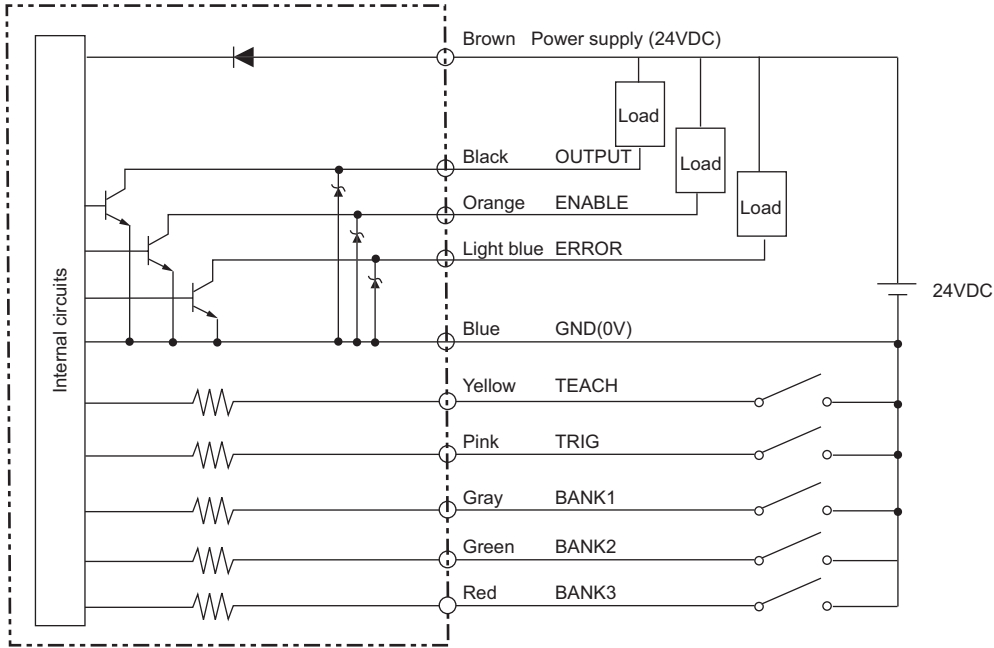 Brown Power supply (24VDC)
Load
Black OUTPUT
Load
Orange ENABLE
Load
Light blue ERROR
24VDC
Internal circuits
Blue GND(0V)
Yellow TEACH
Pink TRIG
Gray BANK1
Green BANK2
Red BANK3